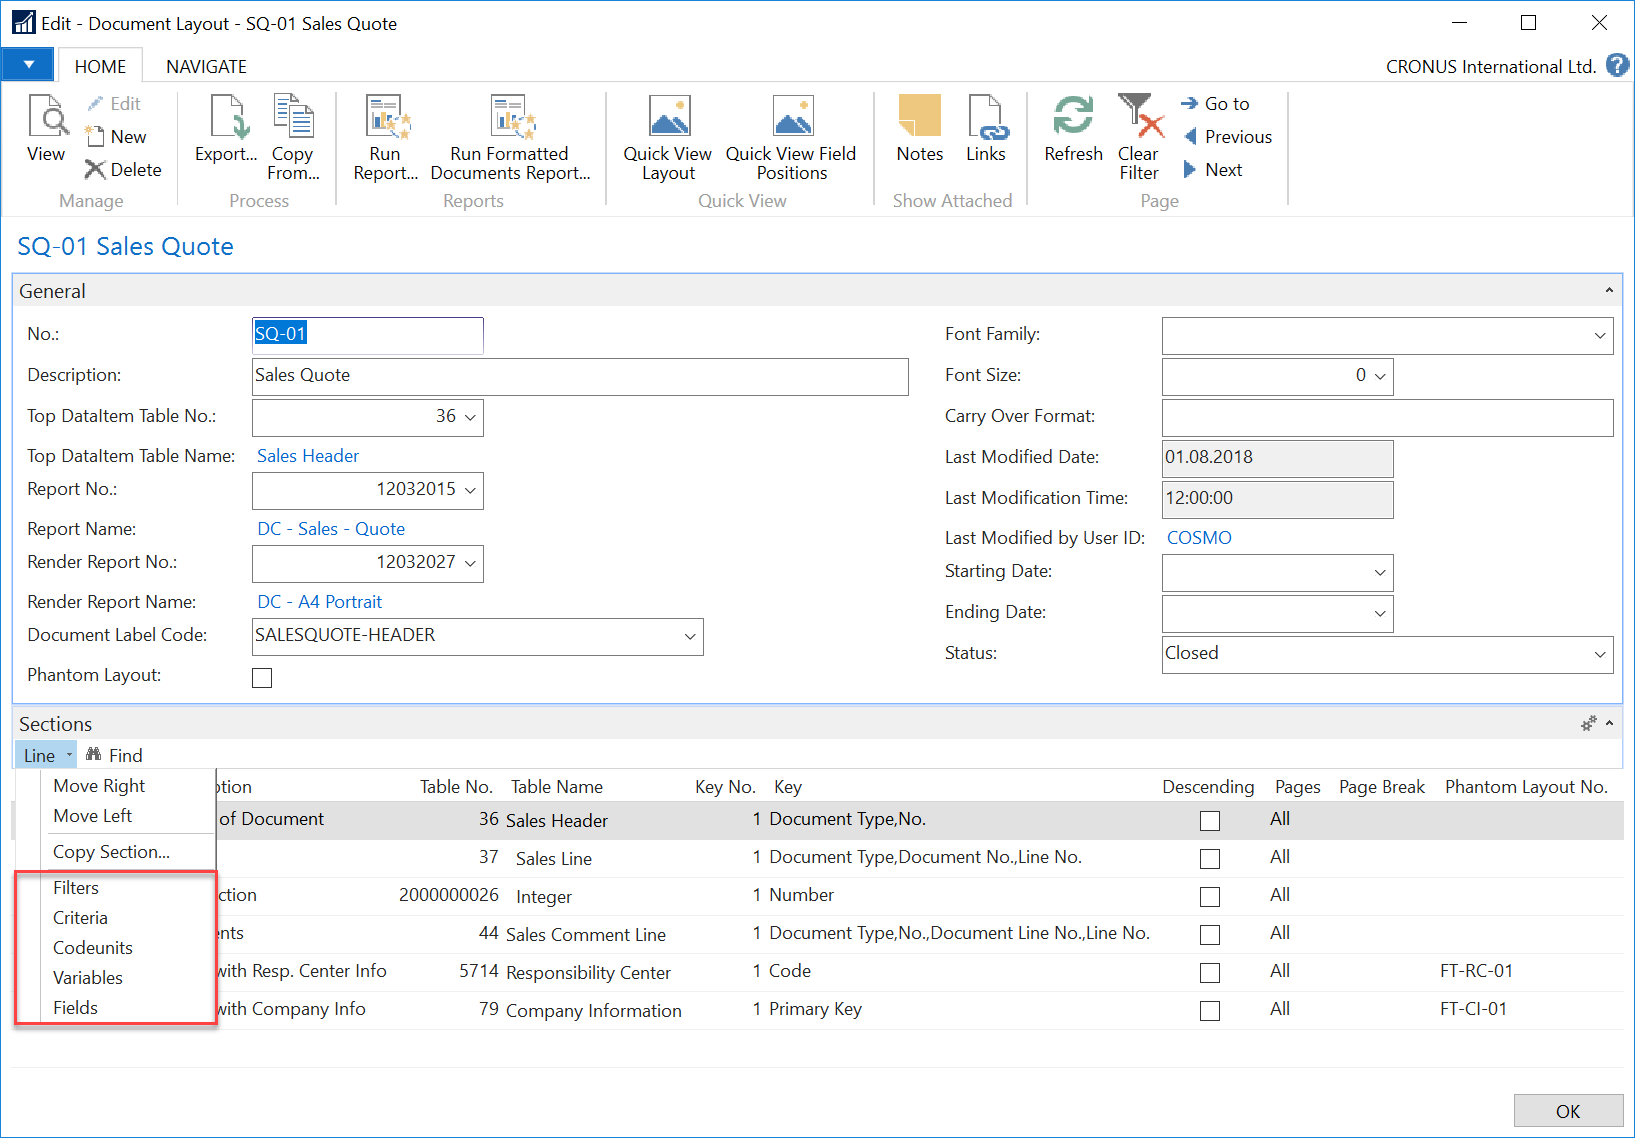 Edit - Document Layout - SQ-01 Sales Quote
HOME NAVIGATE CRONUS International Ltd. ?
View Edit New Delete Manage
Export... Copy From... Process
Run Report... Run Formatted Documents Report... Reports
Quick View Layout Quick View Field Positions Quick View
Notes Links Show Attached
Refresh Clear Filter Go to Previous Next Page
SQ-01 Sales Quote
General
No.: SQ-01
Description: Sales Quote
Top DataItem Table No.: 36
Top DataItem Table Name: Sales Header
Report No.: 12032015
Report Name: DC - Sales - Quote
Render Report No.: 12032027
Render Report Name: DC - A4 Portrait
Document Label Code: SALESQUOTE-HEADER
Phantom Layout:
Font Family:
Font Size: 0
Carry Over Format:
Last Modified Date: 01.08.2018
Last Modification Time: 12:00:00
Last Modified by User ID: COSMO
Starting Date:
Ending Date:
Status: Closed
Sections
Line Find
Move Right
Move Left
Copy Section...
Filters
Criteria
Codeunits
Variables
Fields
ption Table No. Table Name Key No. Key Descending Pages Page Break Phantom Layout No.
of Document 36 Sales Header 1 Document Type,No. All
37 Sales Line 1 Document Type,Document No.,Line No. All
ction 2000000026 Integer 1 Number All
ents 44 Sales Comment Line 1 Document Type,No.,Document Line No.,Line No. All
with Resp. Center Info 5714 Responsibility Center 1 Code All FT-RC-01
with Company Info 79 Company Information 1 Primary Key All FT-CI-01
OK